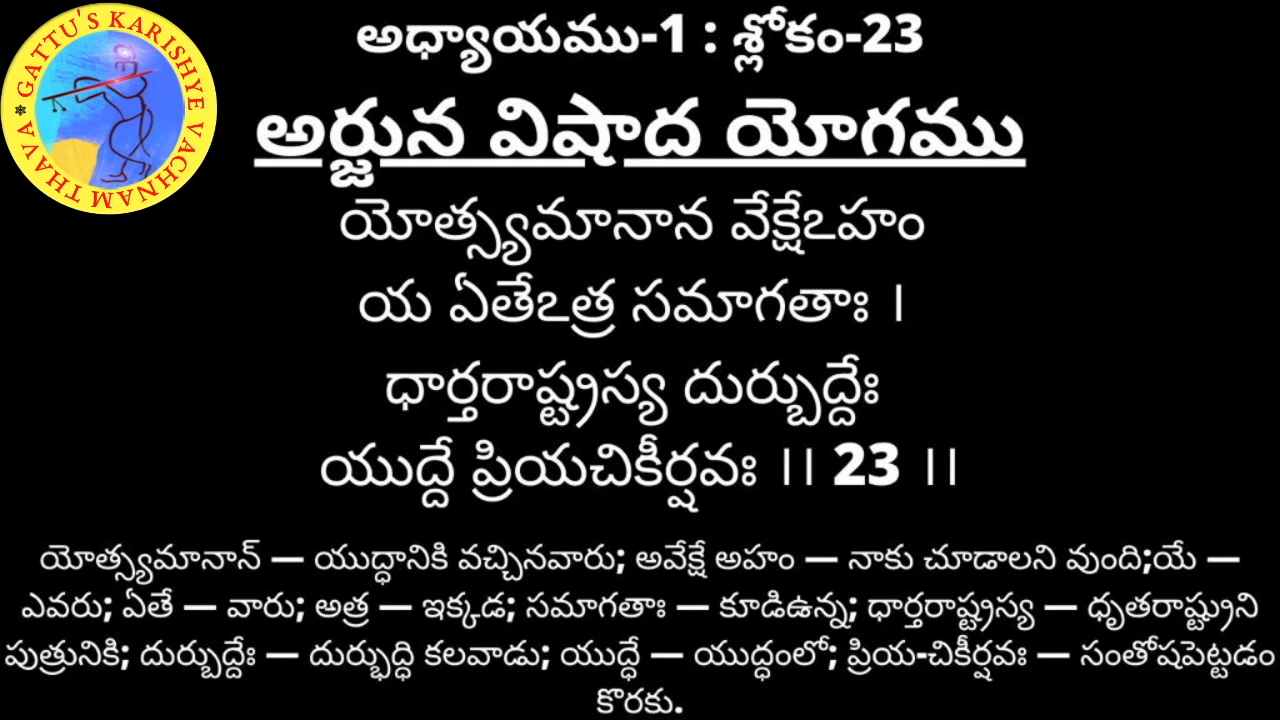 GATTU'S KARISHYE VACHNAM THAVA
అధ్యాయము-1 : శ్లోకం-23
అర్జున విషాద యోగము
యోత్స్యమానాన వేక్షేఽహం
య ఏతేఽత్ర సమాగతాః ।
ధార్తరాష్ట్రస్య దుర్బుద్దేః
యుద్దే ప్రియచికీర్షవః ।। 23 ।।
యోత్స్యమానాన్ — యుద్ధానికి వచ్చినవారు; అవేక్షే అహం — నాకు చూడాలని వుంది;యే —
ఎవరు; ఏతే — వారు; అత్ర — ఇక్కడ; సమాగతాః — కూడిఉన్న; ధార్తరాష్ట్రస్య — ధృతరాష్ట్రుని
పుత్రునికి; దుర్బుద్దేః — దుర్భుద్ధి కలవాడు; యుద్ధే — యుద్ధంలో; ప్రియ-చికీర్షవః — సంతోషపెట్టడం
కొరకు.